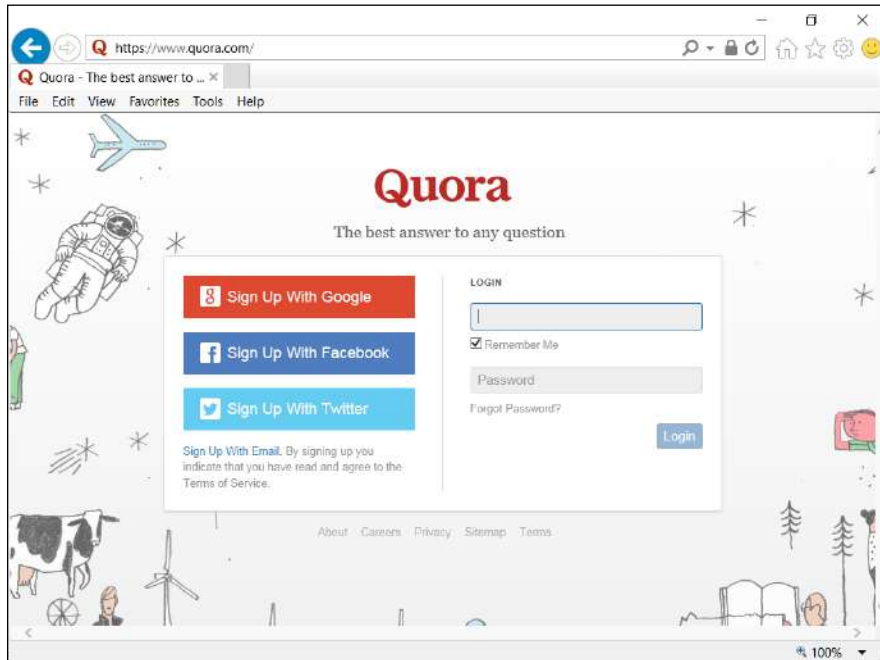 https://www.quora.com/
Quora - The best answer to ...
File Edit View Favorites Tools Help
Quora
The best answer to any question
Sign Up With Google
Sign Up With Facebook
Sign Up With Twitter
Sign Up With Email. By signing up you
indicate that you have read and agree to the
Terms of Service.
LOGIN
Remember Me
Password
Forgot Password?
Login
About Careers Privacy Sitemap Terms
100%